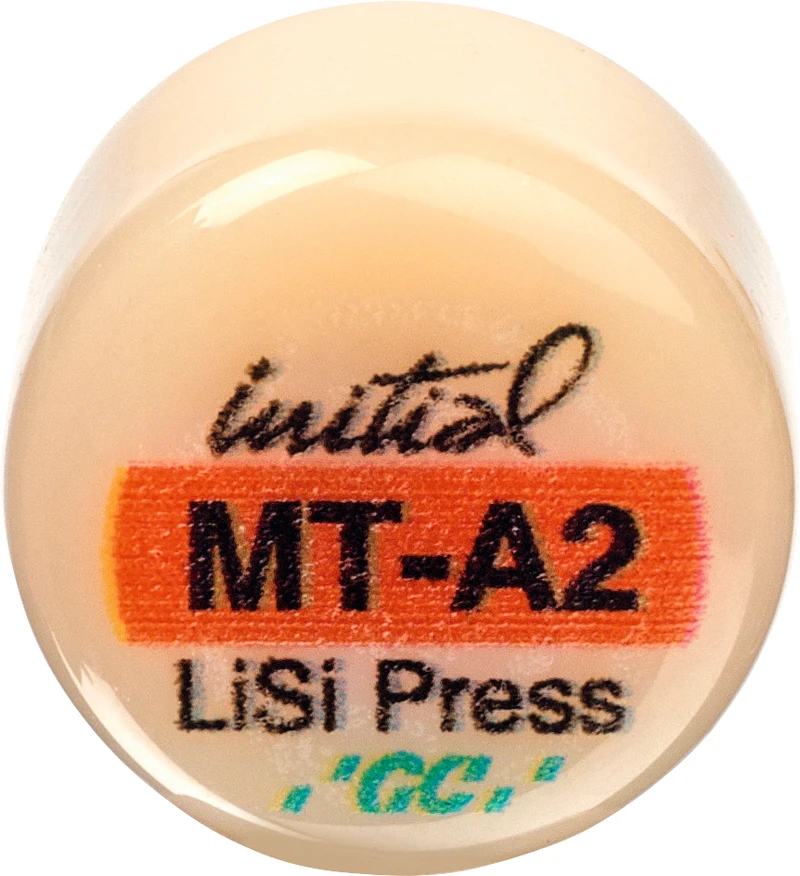 initial
MT-A2
LiSi Press
GC